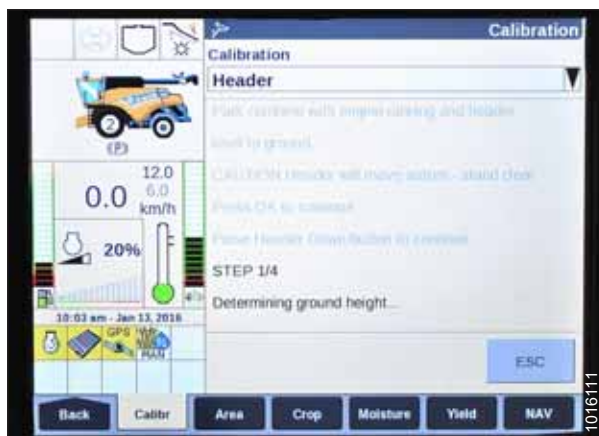 Calibration
Calibration
Header
Park combine with engine running and header
level to ground.
CAUTION Header will move autom.- stand clear
Press OK to continue
Press Header Down button to continue
STEP 1/4
Determining ground height...
2
(P)
12.0
0.0
6.0
km/h
20%
10:03 am - Jan 13, 2016
GPS
MAN
ESC
Back
Calibr
Area
Crop
Moisture
Yield
NAV
1016111